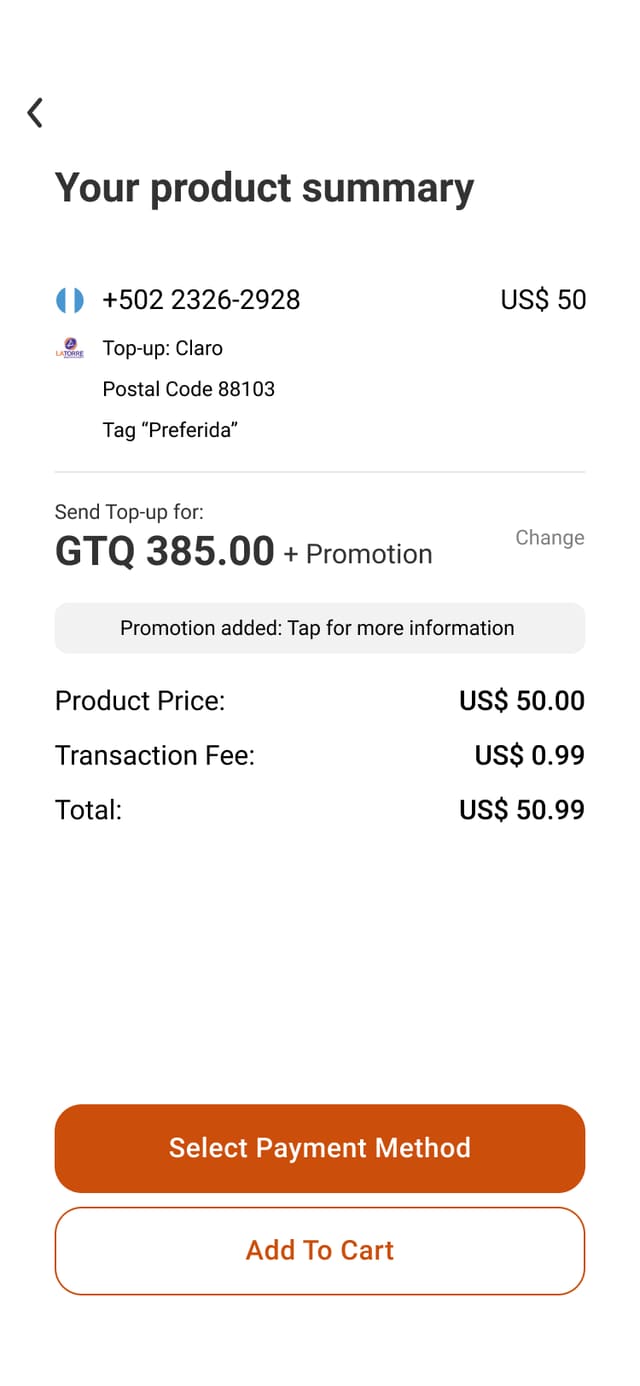 Your product summary
+502 2326-2928 US$ 50
LATORRE
Top-up: Claro
Postal Code 88103
Tag “Preferida”
Send Top-up for:
GTQ 385.00 + Promotion
Change
Promotion added: Tap for more information
Product Price: US$ 50.00
Transaction Fee: US$ 0.99
Total: US$ 50.99
Select Payment Method
Add To Cart